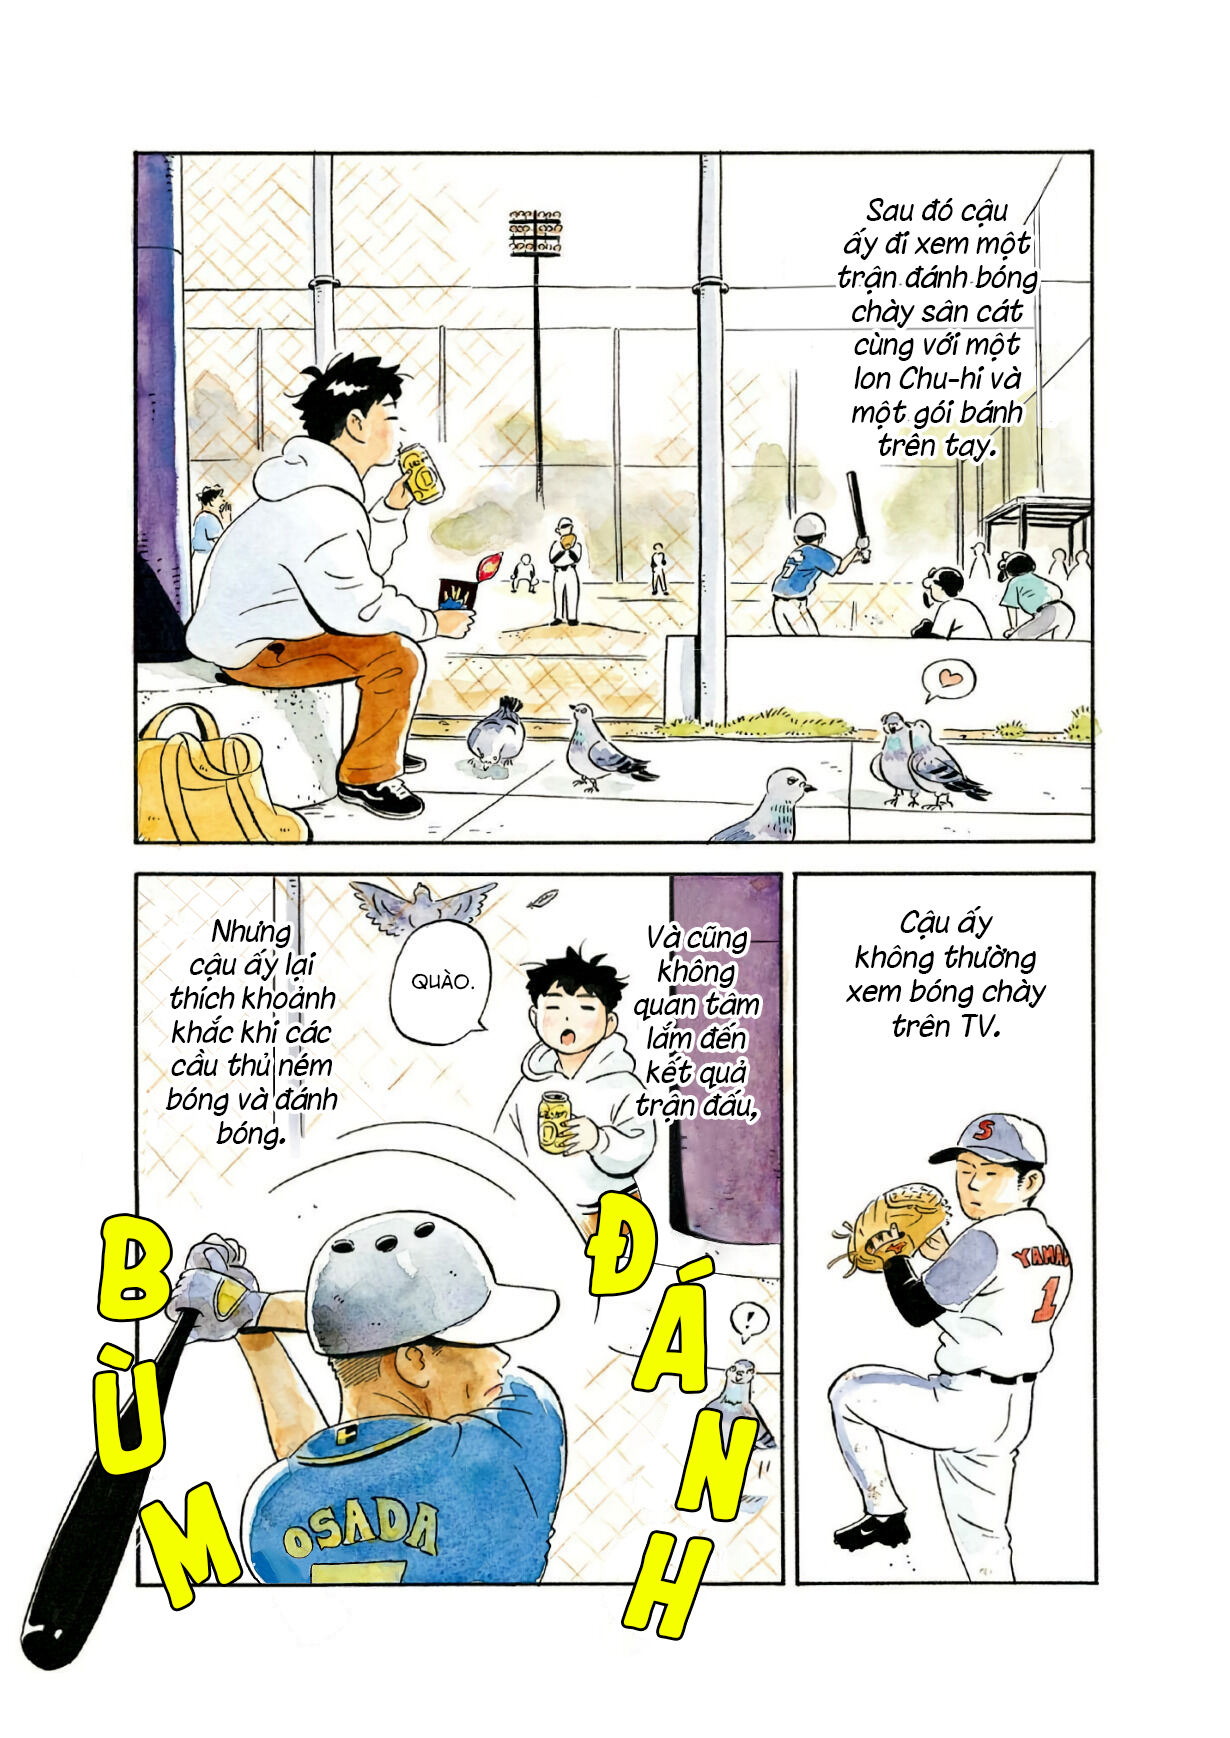 Sau đó cậu
ấy đi xem một
trận đánh bóng
chày sân cát
cùng với một
lon Chu-hi và
một gói bánh
trên tay.
Cậu ấy
không thường
xem bóng chày
trên TV.
S
YAMA
1
Và cũng
không
quan tâm
lắm đến
kết quả
trận đấu,
QUÀO.
Nhưng
cậu ấy lại
thích khoảnh
khắc khi các
cầu thủ ném
bóng và đánh
bóng.
ĐÁNH
!
BÙM
OSADA